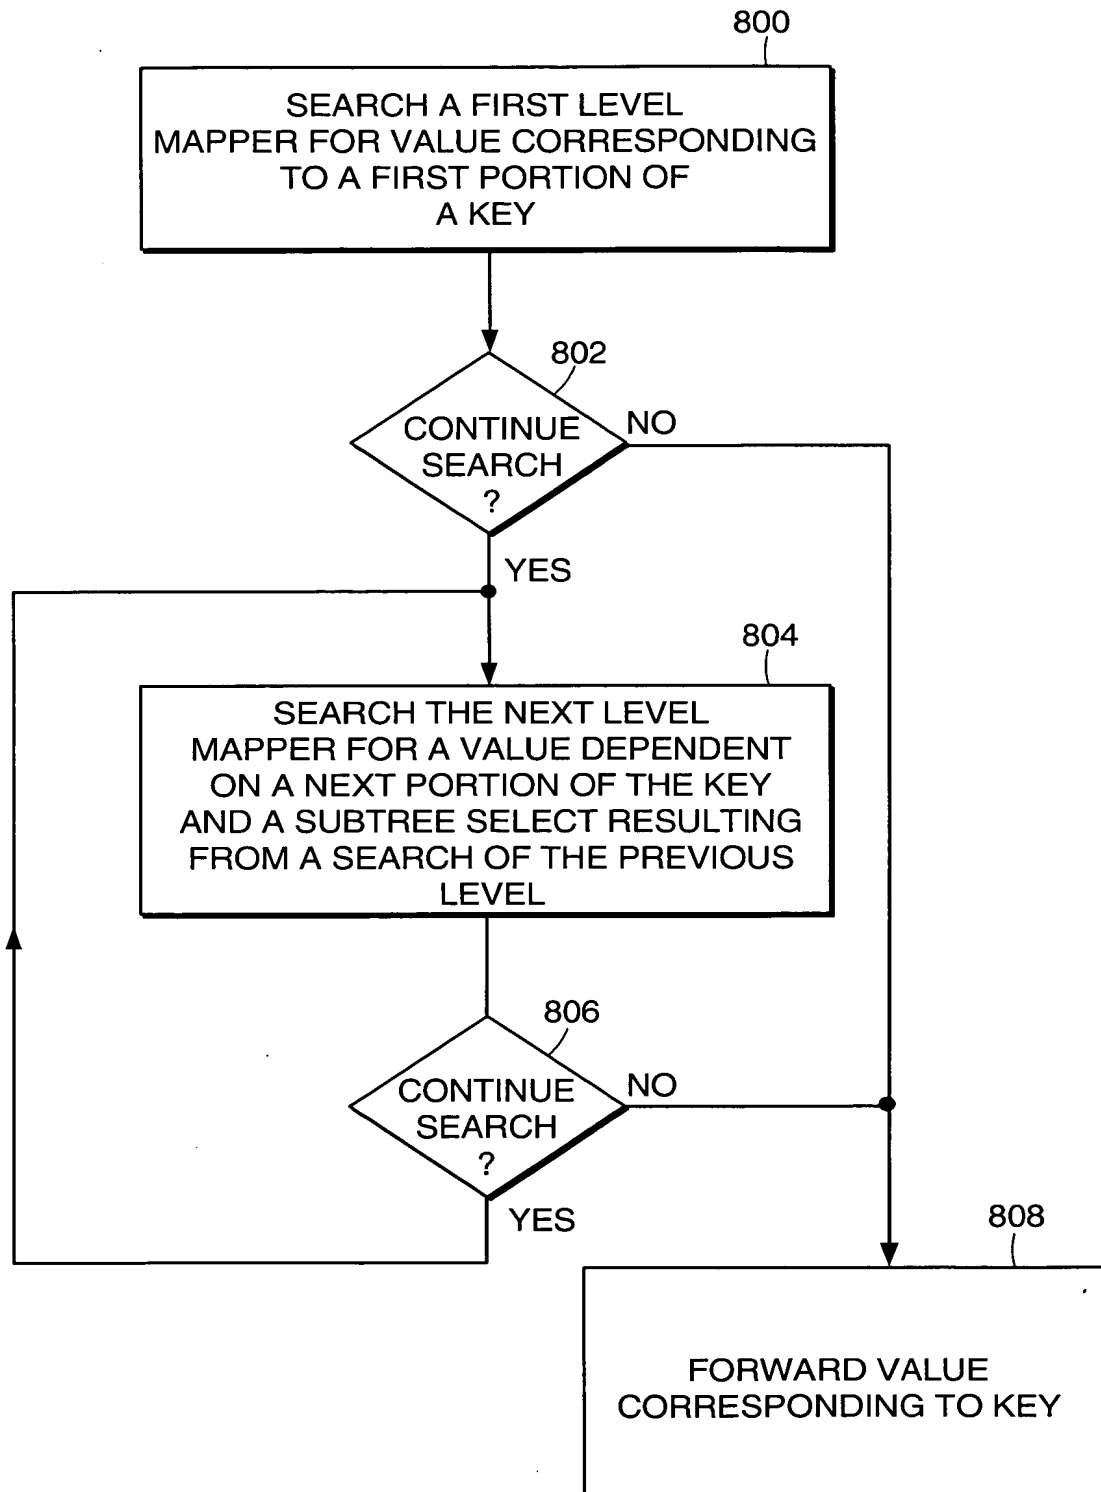 800
SEARCH A FIRST LEVEL
MAPPER FOR VALUE CORRESPONDING
TO A FIRST PORTION OF
A KEY
802
CONTINUE
SEARCH
?
NO
YES
804
SEARCH THE NEXT LEVEL
MAPPER FOR A VALUE DEPENDENT
ON A NEXT PORTION OF THE KEY
AND A SUBTREE SELECT RESULTING
FROM A SEARCH OF THE PREVIOUS
LEVEL
806
CONTINUE
SEARCH
?
NO
YES
808
FORWARD VALUE
CORRESPONDING TO KEY